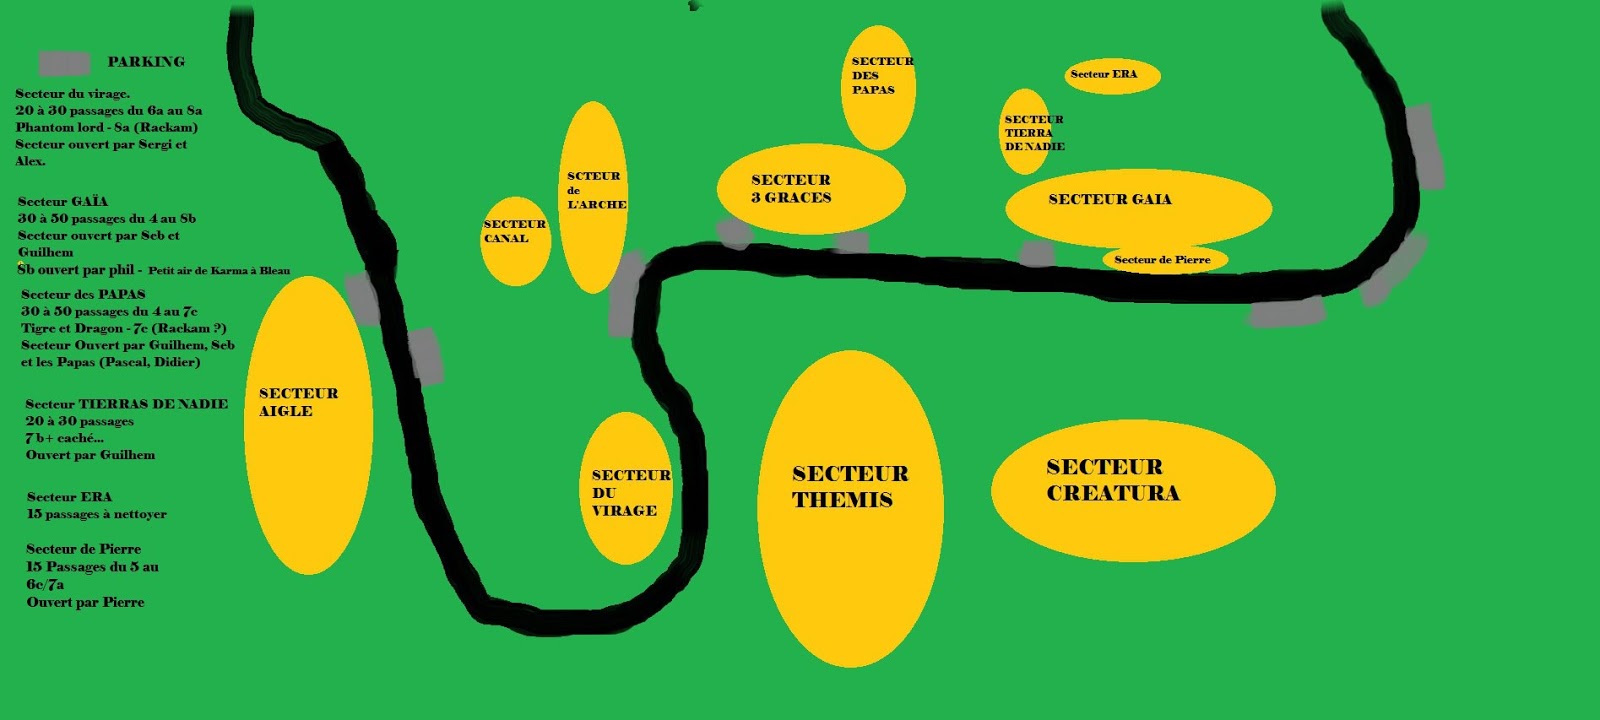 PARKING
Secteur du virage.
20 à 30 passages du 6a au 8a
Phantom lord - 8a (Rackam)
Secteur ouvert par Sergi et
Alex.
Secteur GAÏA
30 à 50 passages du 4 au 8b
Secteur ouvert par Seb et
Guilhem
8b ouvert par phil - Petit air de Karma à Bleau
Secteur des PAPAS
30 à 50 passages du 4 au 7c
Tigre et Dragon - 7c (Rackam ?)
Secteur Ouvert par Guilhem, Seb
et les Papas (Pascal, Didier)
Secteur TIERRAS DE NADIE
20 à 30 passages
7b+ caché...
Ouvert par Guilhem
Secteur ERA
15 passages à nettoyer
Secteur de Pierre
15 Passages du 5 au
6c/7a
Ouvert par Pierre
SECTEUR
AIGLE
SECTEUR
CANAL
SCTEUR
de
L'ARCHE
SECTEUR
DU
VIRAGE
SECTEUR
3 GRACES
SECTEUR
DES
PAPAS
SECTEUR
TIERRA
DE NADIE
Secteur ERA
SECTEUR GAIA
Secteur de Pierre
SECTEUR
THEMIS
SECTEUR
CREATURA